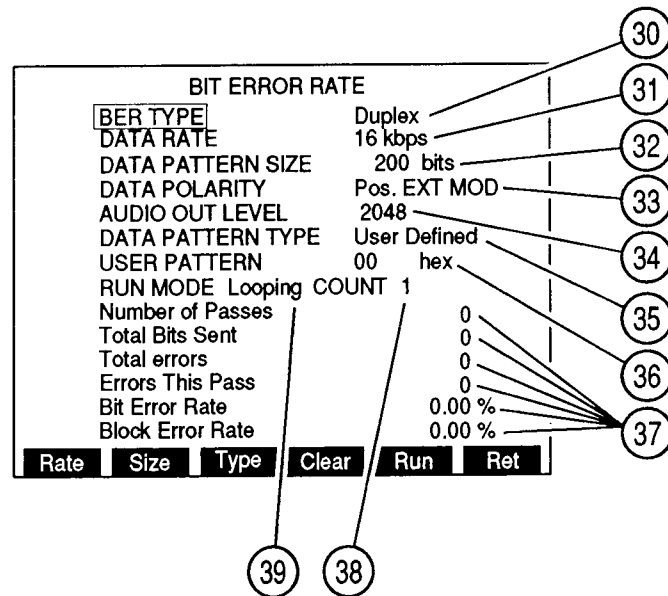 BIT ERROR RATE
BER TYPE Duplex
DATA RATE 16 kbps
DATA PATTERN SIZE 200 bits
DATA POLARITY Pos. EXT MOD
AUDIO OUT LEVEL 2048
DATA PATTERN TYPE User Defined
USER PATTERN 00 hex
RUN MODE Looping COUNT 1
Number of Passes 0
Total Bits Sent 0
Total errors 0
Errors This Pass 0
Bit Error Rate 0.00 %
Block Error Rate 0.00 %
Rate Size Type Clear Run Ret
30
31
32
33
34
35
36
37
39 38